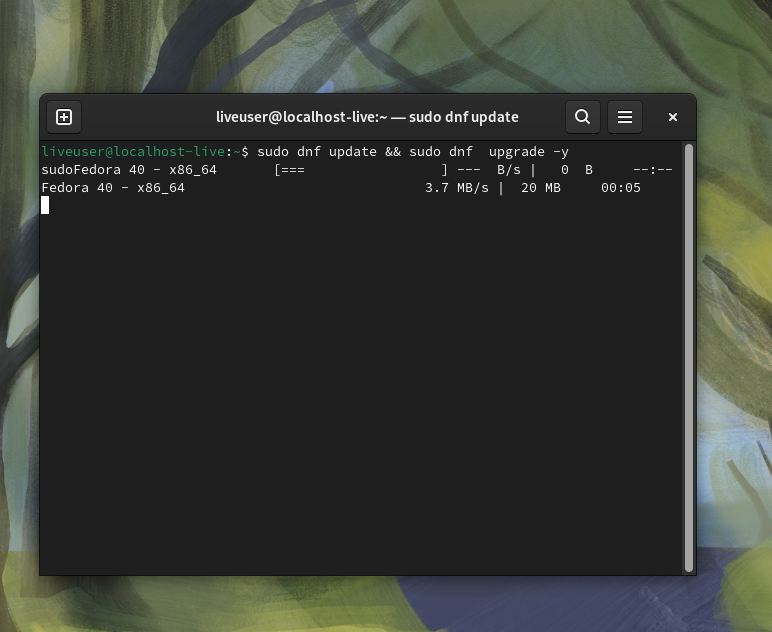 liveuser@localhost-live:~ — sudo dnf update
liveuser@localhost-live:~$ sudo dnf update && sudo dnf  upgrade -y
sudoFedora 40 - x86_64       [===                 ] ---  B/s |   0  B     --:--
Fedora 40 - x86_64                              3.7 MB/s |  20 MB     00:05